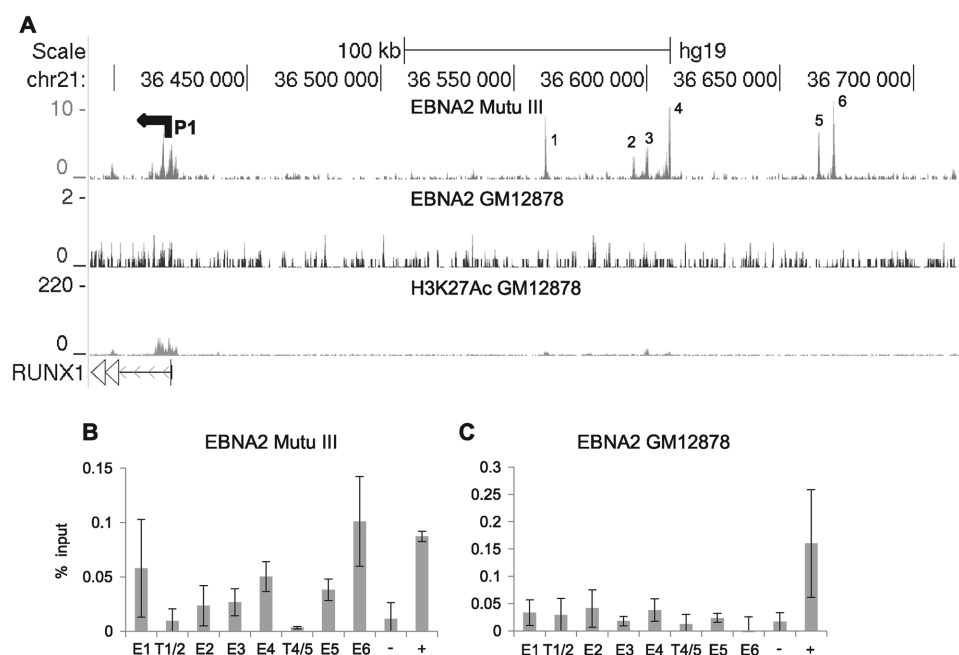 A
Scale 100 kb hg19
chr21: 36 450 000 36 500 000 36 550 000 36 600 000 36 650 000 36 700 000
EBNA2 Mutu III
10 -
P1
1 2 3 4 5 6
0 _
EBNA2 GM12878
2 -
0 _
H3K27Ac GM12878
220 -
0 _
RUNX1
B
EBNA2 Mutu III
% input
0.15
0.1
0.05
0
E1 T1/2 E2 E3 E4 T4/5 E5 E6 - +
C
EBNA2 GM12878
0.3
0.25
0.2
0.15
0.1
0.05
0
E1 T1/2 E2 E3 E4 T4/5 E5 E6 - +